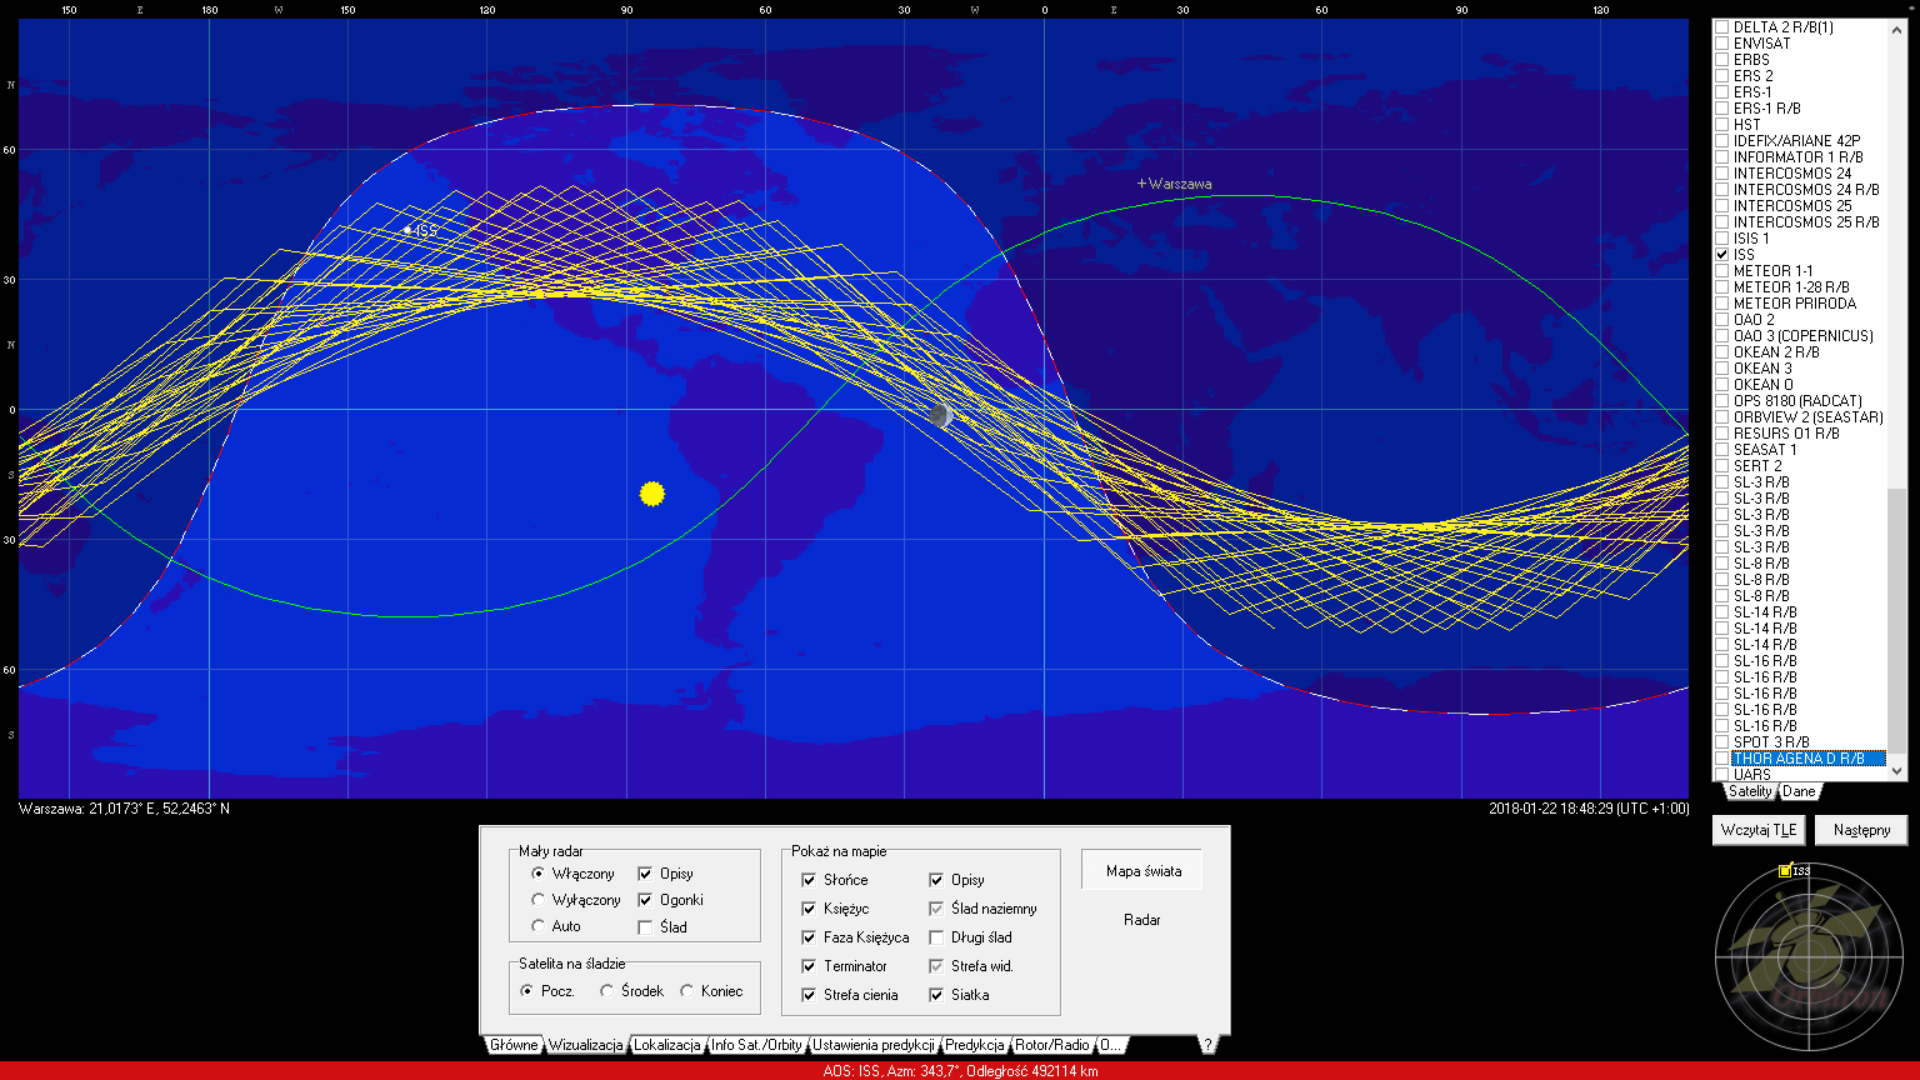 150 E 180 W 150 120 90 60 30 W 0 E 30 60 90 120
N
60
30
N
0
S
30
60
S
+Warszawa
ISS
Warszawa: 21,0173° E, 52,2463° N
2018-01-22 18:48:29 (UTC +1:00)
DELTA 2 R/B(1)
ENVISAT
ERBS
ERS 2
ERS-1
ERS-1 R/B
HST
IDEFIX/ARIANE 42P
INFORMATOR 1 R/B
INTERCOSMOS 24
INTERCOSMOS 24 R/B
INTERCOSMOS 25
INTERCOSMOS 25 R/B
ISIS 1
ISS
METEOR 1-1
METEOR 1-28 R/B
METEOR PRIRODA
OAO 2
OAO 3 (COPERNICUS)
OKEAN 2 R/B
OKEAN 3
OKEAN O
OPS 8180 (RADCAT)
ORBVIEW 2 (SEASTAR)
RESURS O1 R/B
SEASAT 1
SERT 2
SL-3 R/B
SL-3 R/B
SL-3 R/B
SL-3 R/B
SL-3 R/B
SL-8 R/B
SL-8 R/B
SL-8 R/B
SL-14 R/B
SL-14 R/B
SL-14 R/B
SL-16 R/B
SL-16 R/B
SL-16 R/B
SL-16 R/B
SL-16 R/B
SPOT 3 R/B
THOR AGENA D R/B
UARS
Satelity Dane
Wczytaj TLE Następny
ISS
Orbitron
Mały radar
Włączony Opisy
Wyłączony Ogonki
Auto Ślad
Satelita na śladzie
Pocz. Środek Koniec
Pokaż na mapie
Słońce Opisy
Księżyc Ślad naziemny
Faza Księżyca Długi ślad
Terminator Strefa wid.
Strefa cienia Siatka
Mapa świata
Radar
Główne Wizualizacja Lokalizacja Info Sat./Orbity Ustawienia predykcji Predykcja Rotor/Radio O... ?
AOS: ISS, Azm: 343,7°, Odległość 492114 km